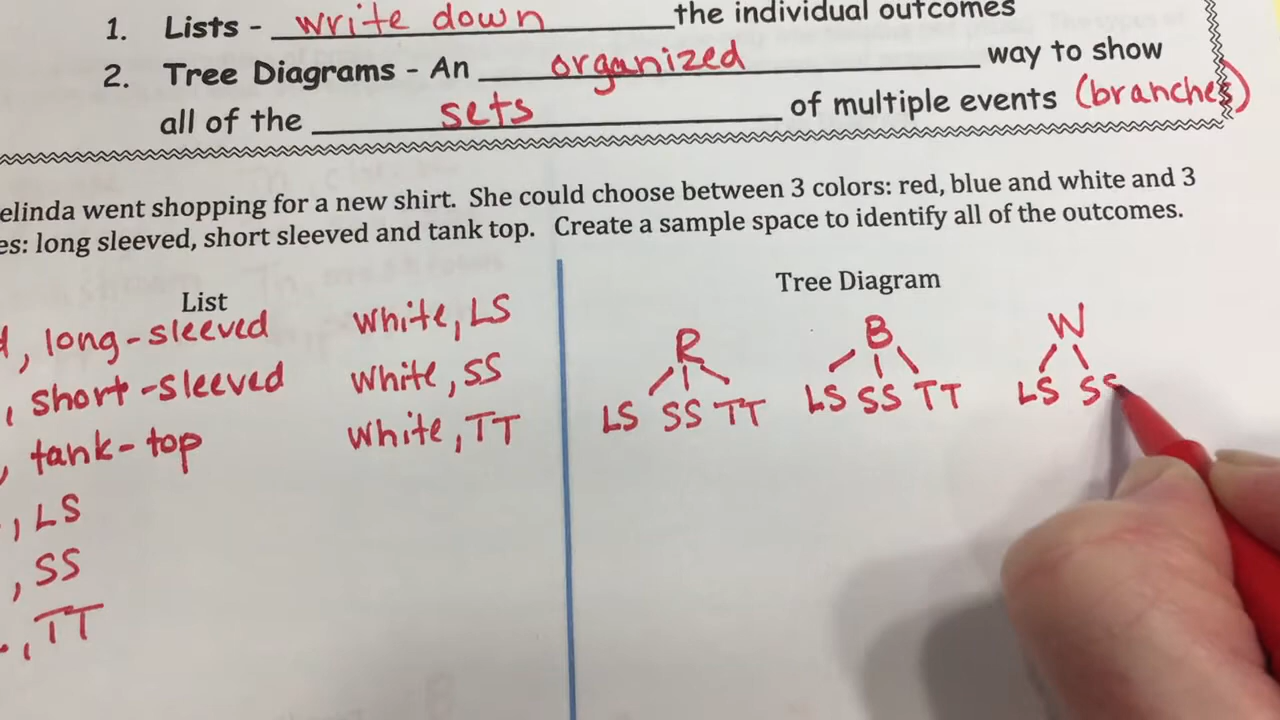 1. Lists - write down the individual outcomes
2. Tree Diagrams - An organized way to show
all of the sets of multiple events (branches)
elinda went shopping for a new shirt. She could choose between 3 colors: red, blue and white and 3
es: long sleeved, short sleeved and tank top. Create a sample space to identify all of the outcomes.
List
d, long-sleeved
, short-sleeved
, tank-top
, LS
, SS
, TT
white, LS
white, SS
white, TT
Tree Diagram
R B W
LS SS TT LS SS TT LS SS